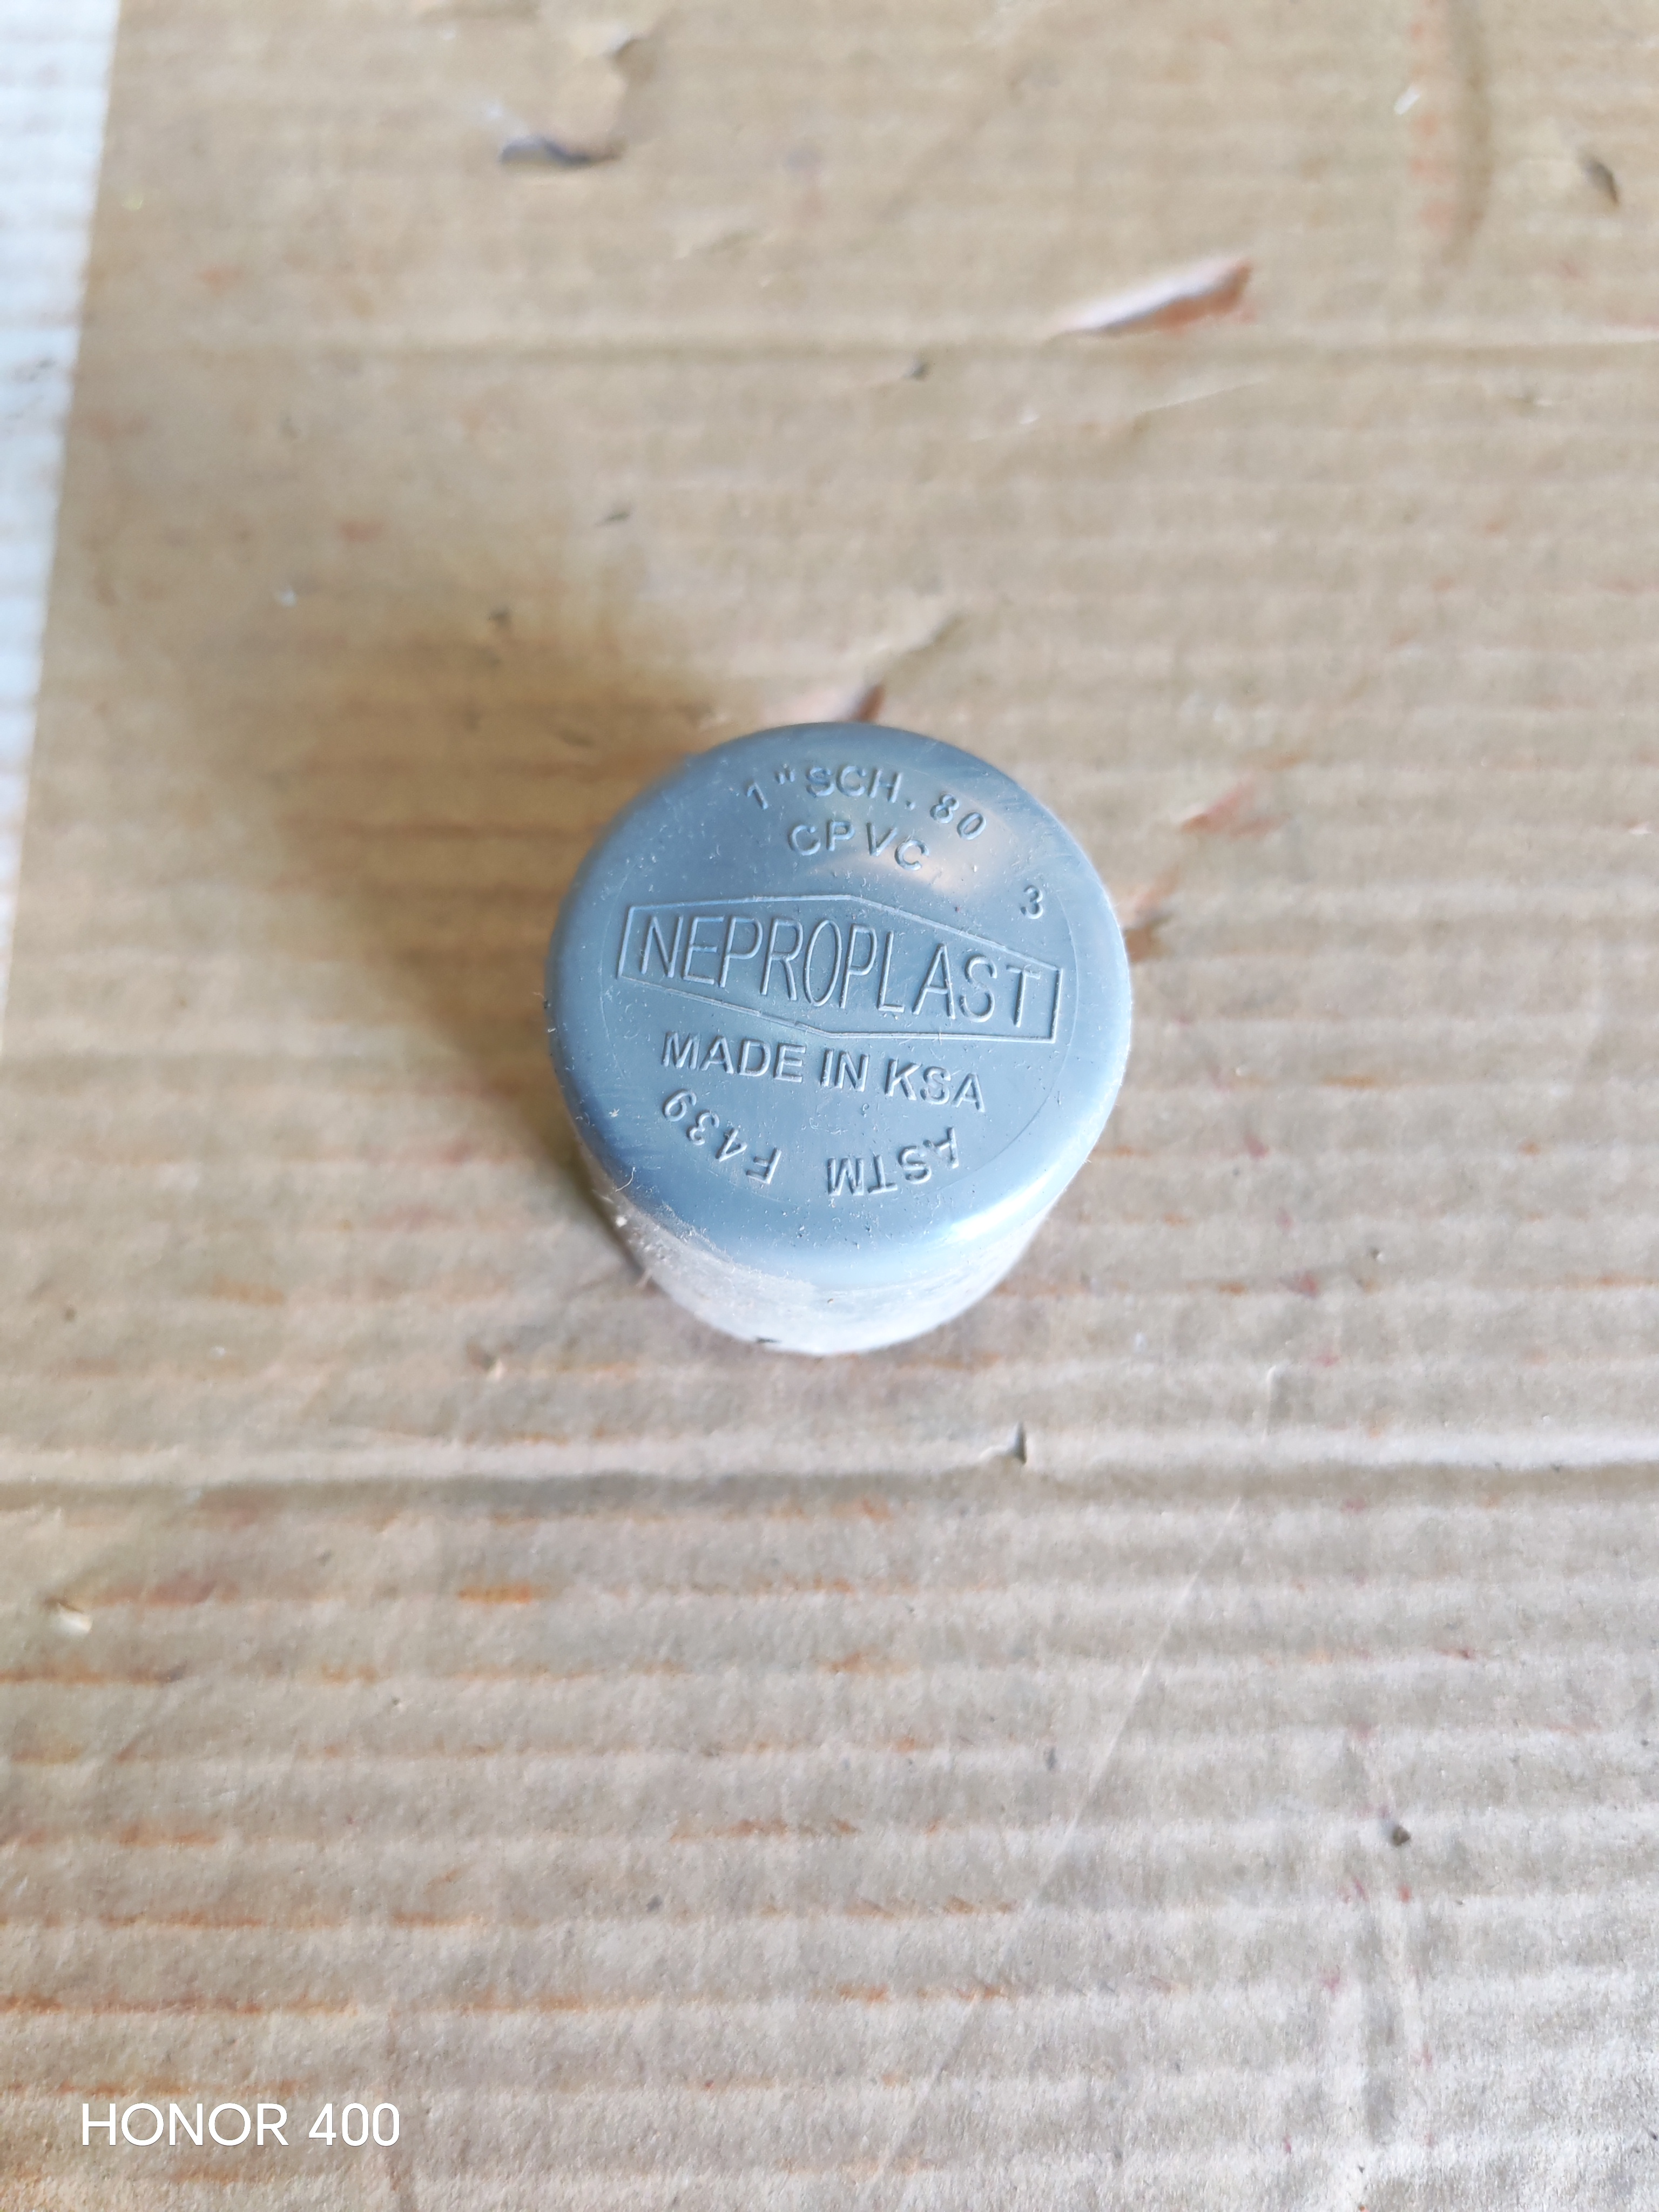 1" SCH. 80
CPVC
3
NEPROPLAST
MADE IN KSA
ASTM F439
HONOR 400